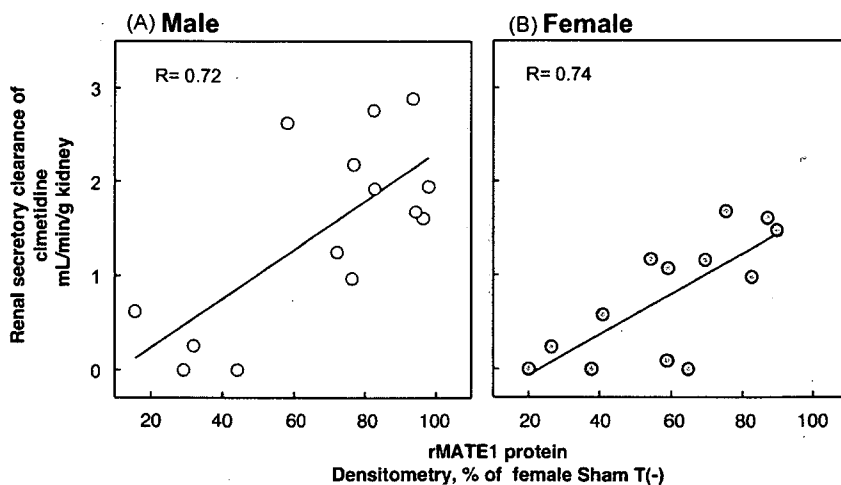 (A) Male
(B) Female
R= 0.72
R= 0.74
Renal secretory clearance of
cimetidine
mL/min/g kidney
3
2
1
0
20 40 60 80 100
20 40 60 80 100
rMATE1 protein
Densitometry, % of female Sham T(-)